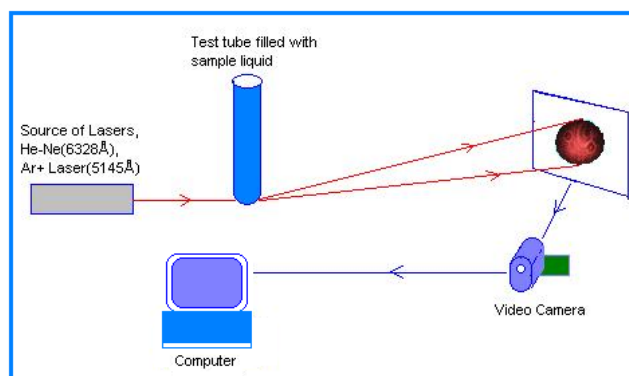 Test tube filled with
sample liquid
Source of Lasers,
He-Ne(6328Å),
Ar+ Laser(5145Å)
Video Camera
Computer